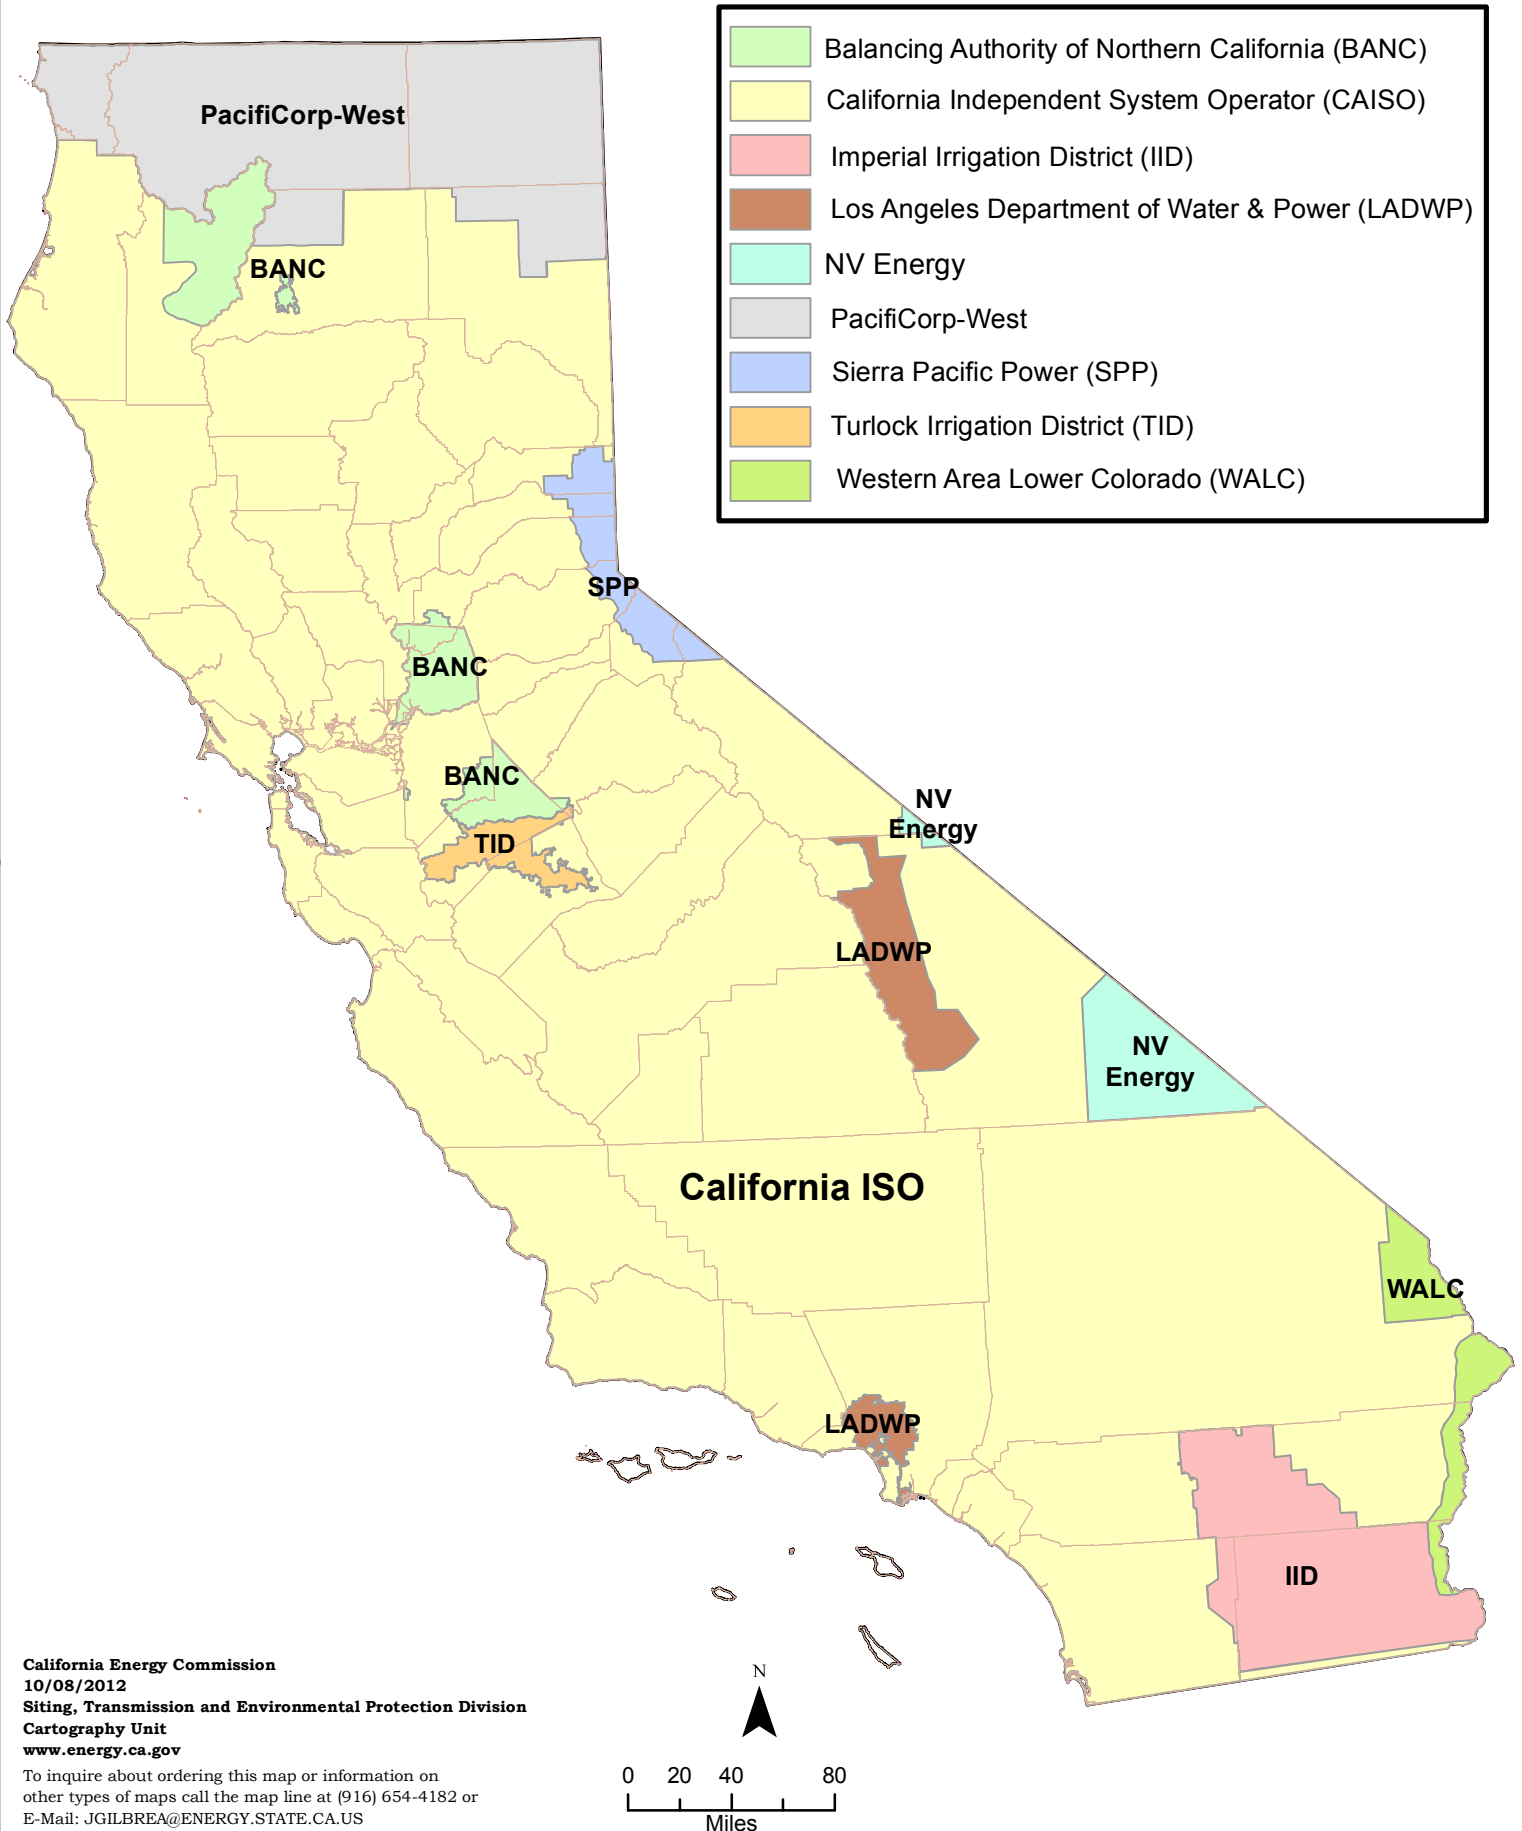 Balancing Authority of Northern California (BANC)
California Independent System Operator (CAISO)
Imperial Irrigation District (IID)
Los Angeles Department of Water & Power (LADWP)
NV Energy
PacifiCorp-West
Sierra Pacific Power (SPP)
Turlock Irrigation District (TID)
Western Area Lower Colorado (WALC)
PacifiCorp-West
BANC
SPP
BANC
BANC
TID
NV
Energy
LADWP
NV
Energy
California ISO
WALC
LADWP
IID
California Energy Commission
10/08/2012
Siting, Transmission and Environmental Protection Division
Cartography Unit
www.energy.ca.gov
To inquire about ordering this map or information on
other types of maps call the map line at (916) 654-4182 or
E-Mail: JGILBREA@ENERGY.STATE.CA.US
N
0 20 40 80
Miles